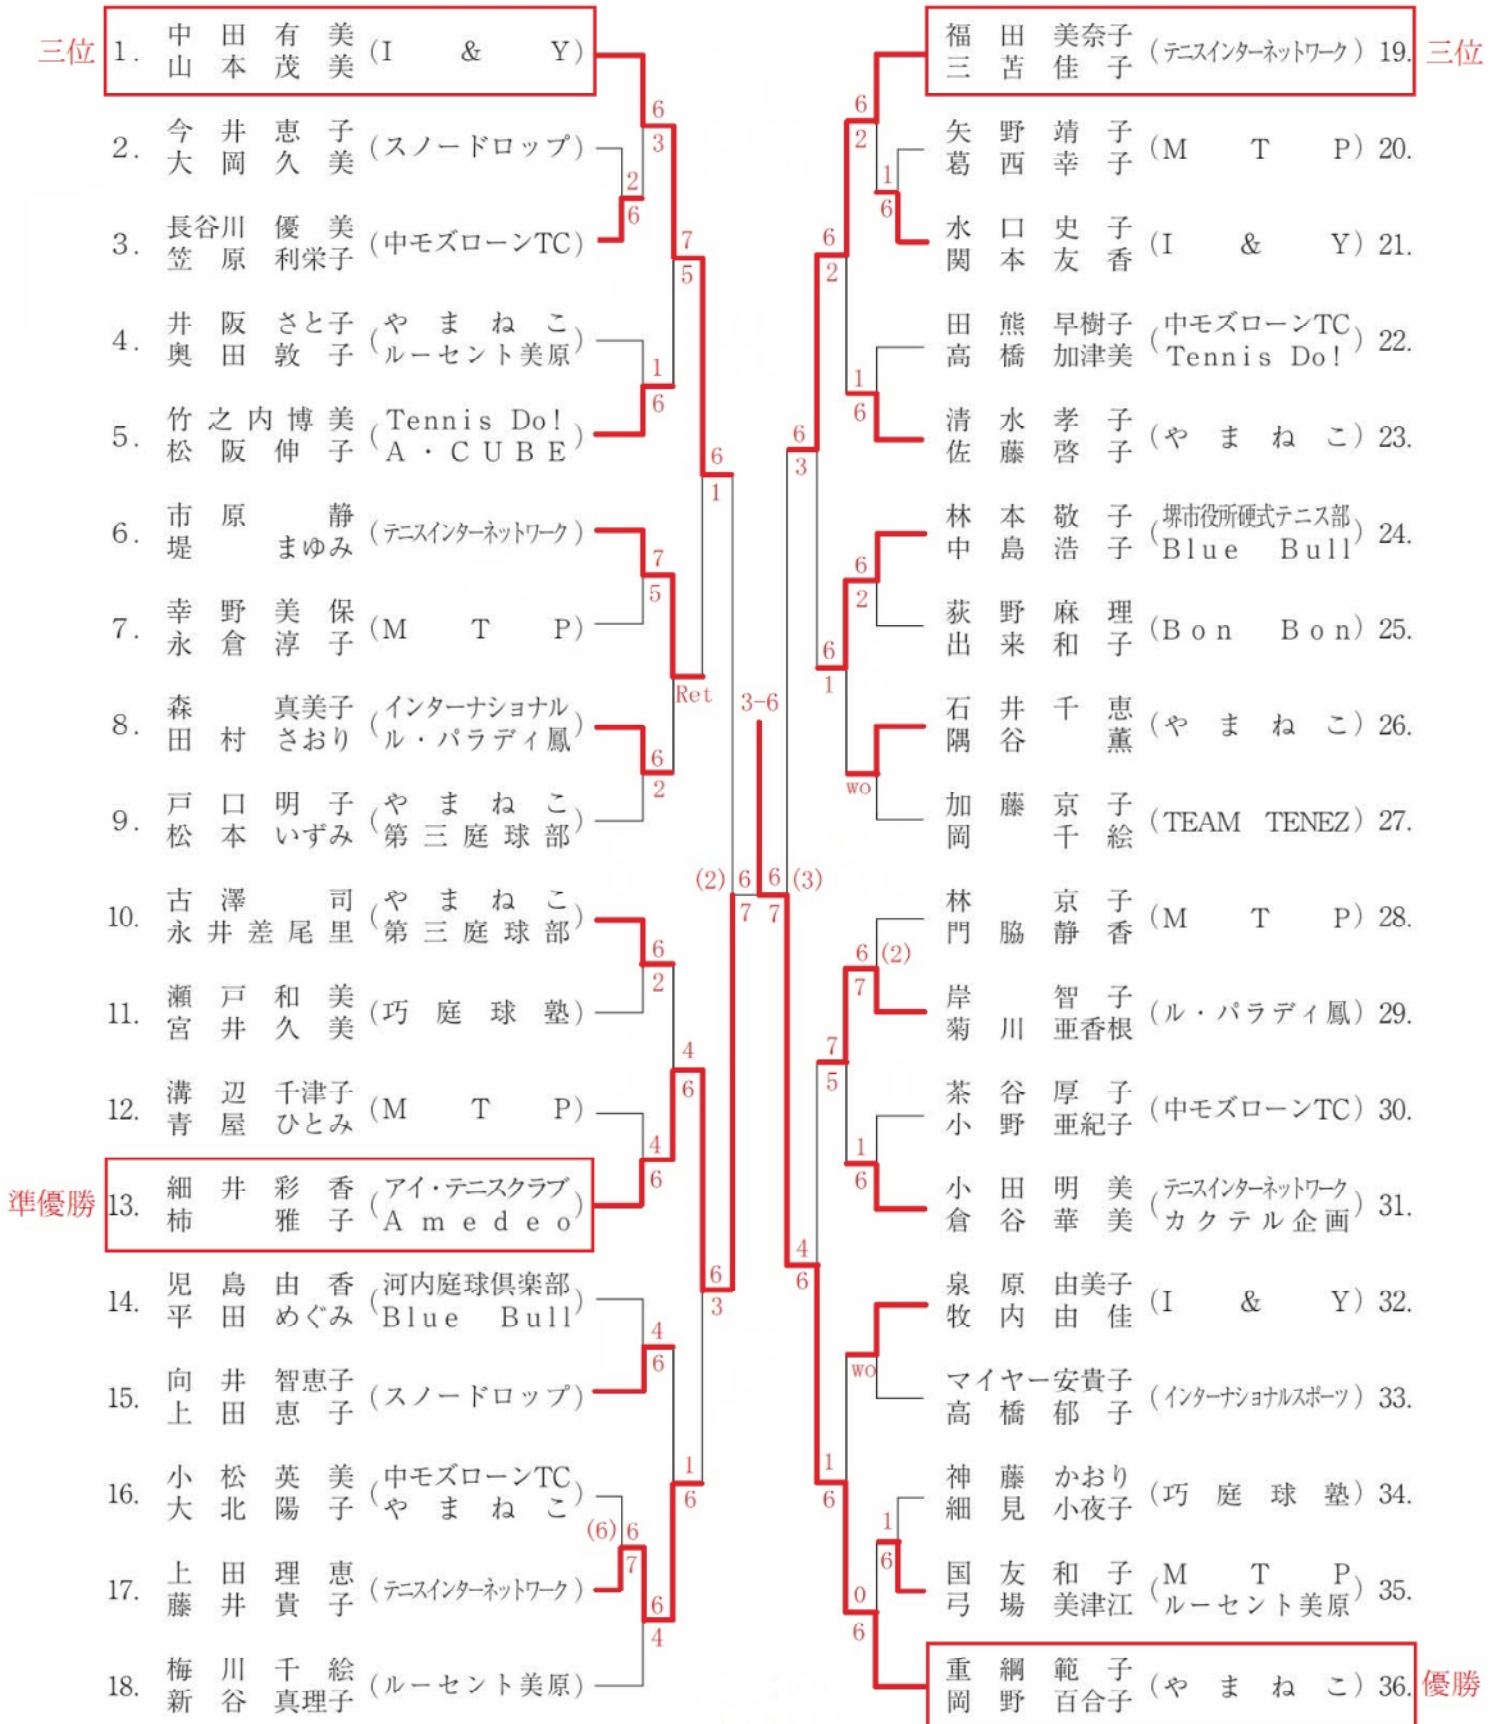 三位 1. 中田有美 (I & Y)
山本茂美
6
3
2. 今井恵子 (スノードロップ)
大岡久美
2
6
3. 長谷川優美 (中モズローンTC)
笠原利栄子
7
5
4. 井阪さと子 (やまねこ
奥田敦子 ルーセント美原)
1
6
5. 竹之内博美 (Tennis Do!
松阪伸子 A・CUBE)
6
1
6. 市原静 (テニスインターネットワーク)
堤まゆみ
7
5
7. 幸野美保 (MTP)
永倉淳子
Ret
8. 森真美子 (インターナショナル
田村さおり ル・パラディ鳳)
6
2
9. 戸口明子 (やまねこ
松本いずみ 第三庭球部)
(2) 6
7
10. 古澤司 (やまねこ
永井差尾里 第三庭球部)
6
2
11. 瀬戸和美 (巧庭球塾)
宮井久美
4
6
12. 溝辺千津子 (MTP)
青屋ひとみ
4
6
準優勝 13. 細井彩香 (アイ・テニスクラブ
柿雅子 Amedeo)
6
3
14. 児島由香 (河内庭球倶楽部
平田めぐみ Blue Bull)
4
6
15. 向井智恵子 (スノードロップ)
上田恵子
1
6
16. 小松英美 (中モズローンTC
大北陽子 やまねこ)
(6) 6
7
17. 上田理恵 (テニスインターネットワーク)
藤井貴子
6
4
18. 梅川千絵 (ルーセント美原)
新谷真理子
3-6
福田美奈子 (テニスインターネットワーク) 19. 三位
三苫佳子
6
2
矢野靖子 (MTP) 20.
葛西幸子
1
6
水口史子 (I & Y) 21.
関本友香
6
2
田熊早樹子 (中モズローンTC
高橋加津美 Tennis Do!) 22.
1
6
清水孝子 (やまねこ) 23.
佐藤啓子
6
3
林本敬子 (堺市役所硬式テニス部
中島浩子 Blue Bull) 24.
6
2
荻野麻理 (Bon Bon) 25.
出来和子
6
1
石井千恵 (やまねこ) 26.
隅谷薫
wo
加藤京子 (TEAM TENEZ) 27.
岡千絵
6 (3)
7
林京子 (MTP) 28.
門脇静香
6 (2)
7
岸智子 (ル・パラディ鳳) 29.
菊川亜香根
7
5
茶谷厚子 (中モズローンTC) 30.
小野亜紀子
1
6
小田明美 (テニスインターネットワーク
倉谷華美 カクテル企画) 31.
4
6
泉原由美子 (I & Y) 32.
牧内由佳
wo
マイヤー安貴子 (インターナショナルスポーツ) 33.
高橋郁子
1
6
神藤かおり (巧庭球塾) 34.
細見小夜子
1
6
国友和子 (MTP
弓場美津江 ルーセント美原) 35.
0
6
重綱範子 (やまねこ) 36. 優勝
岡野百合子